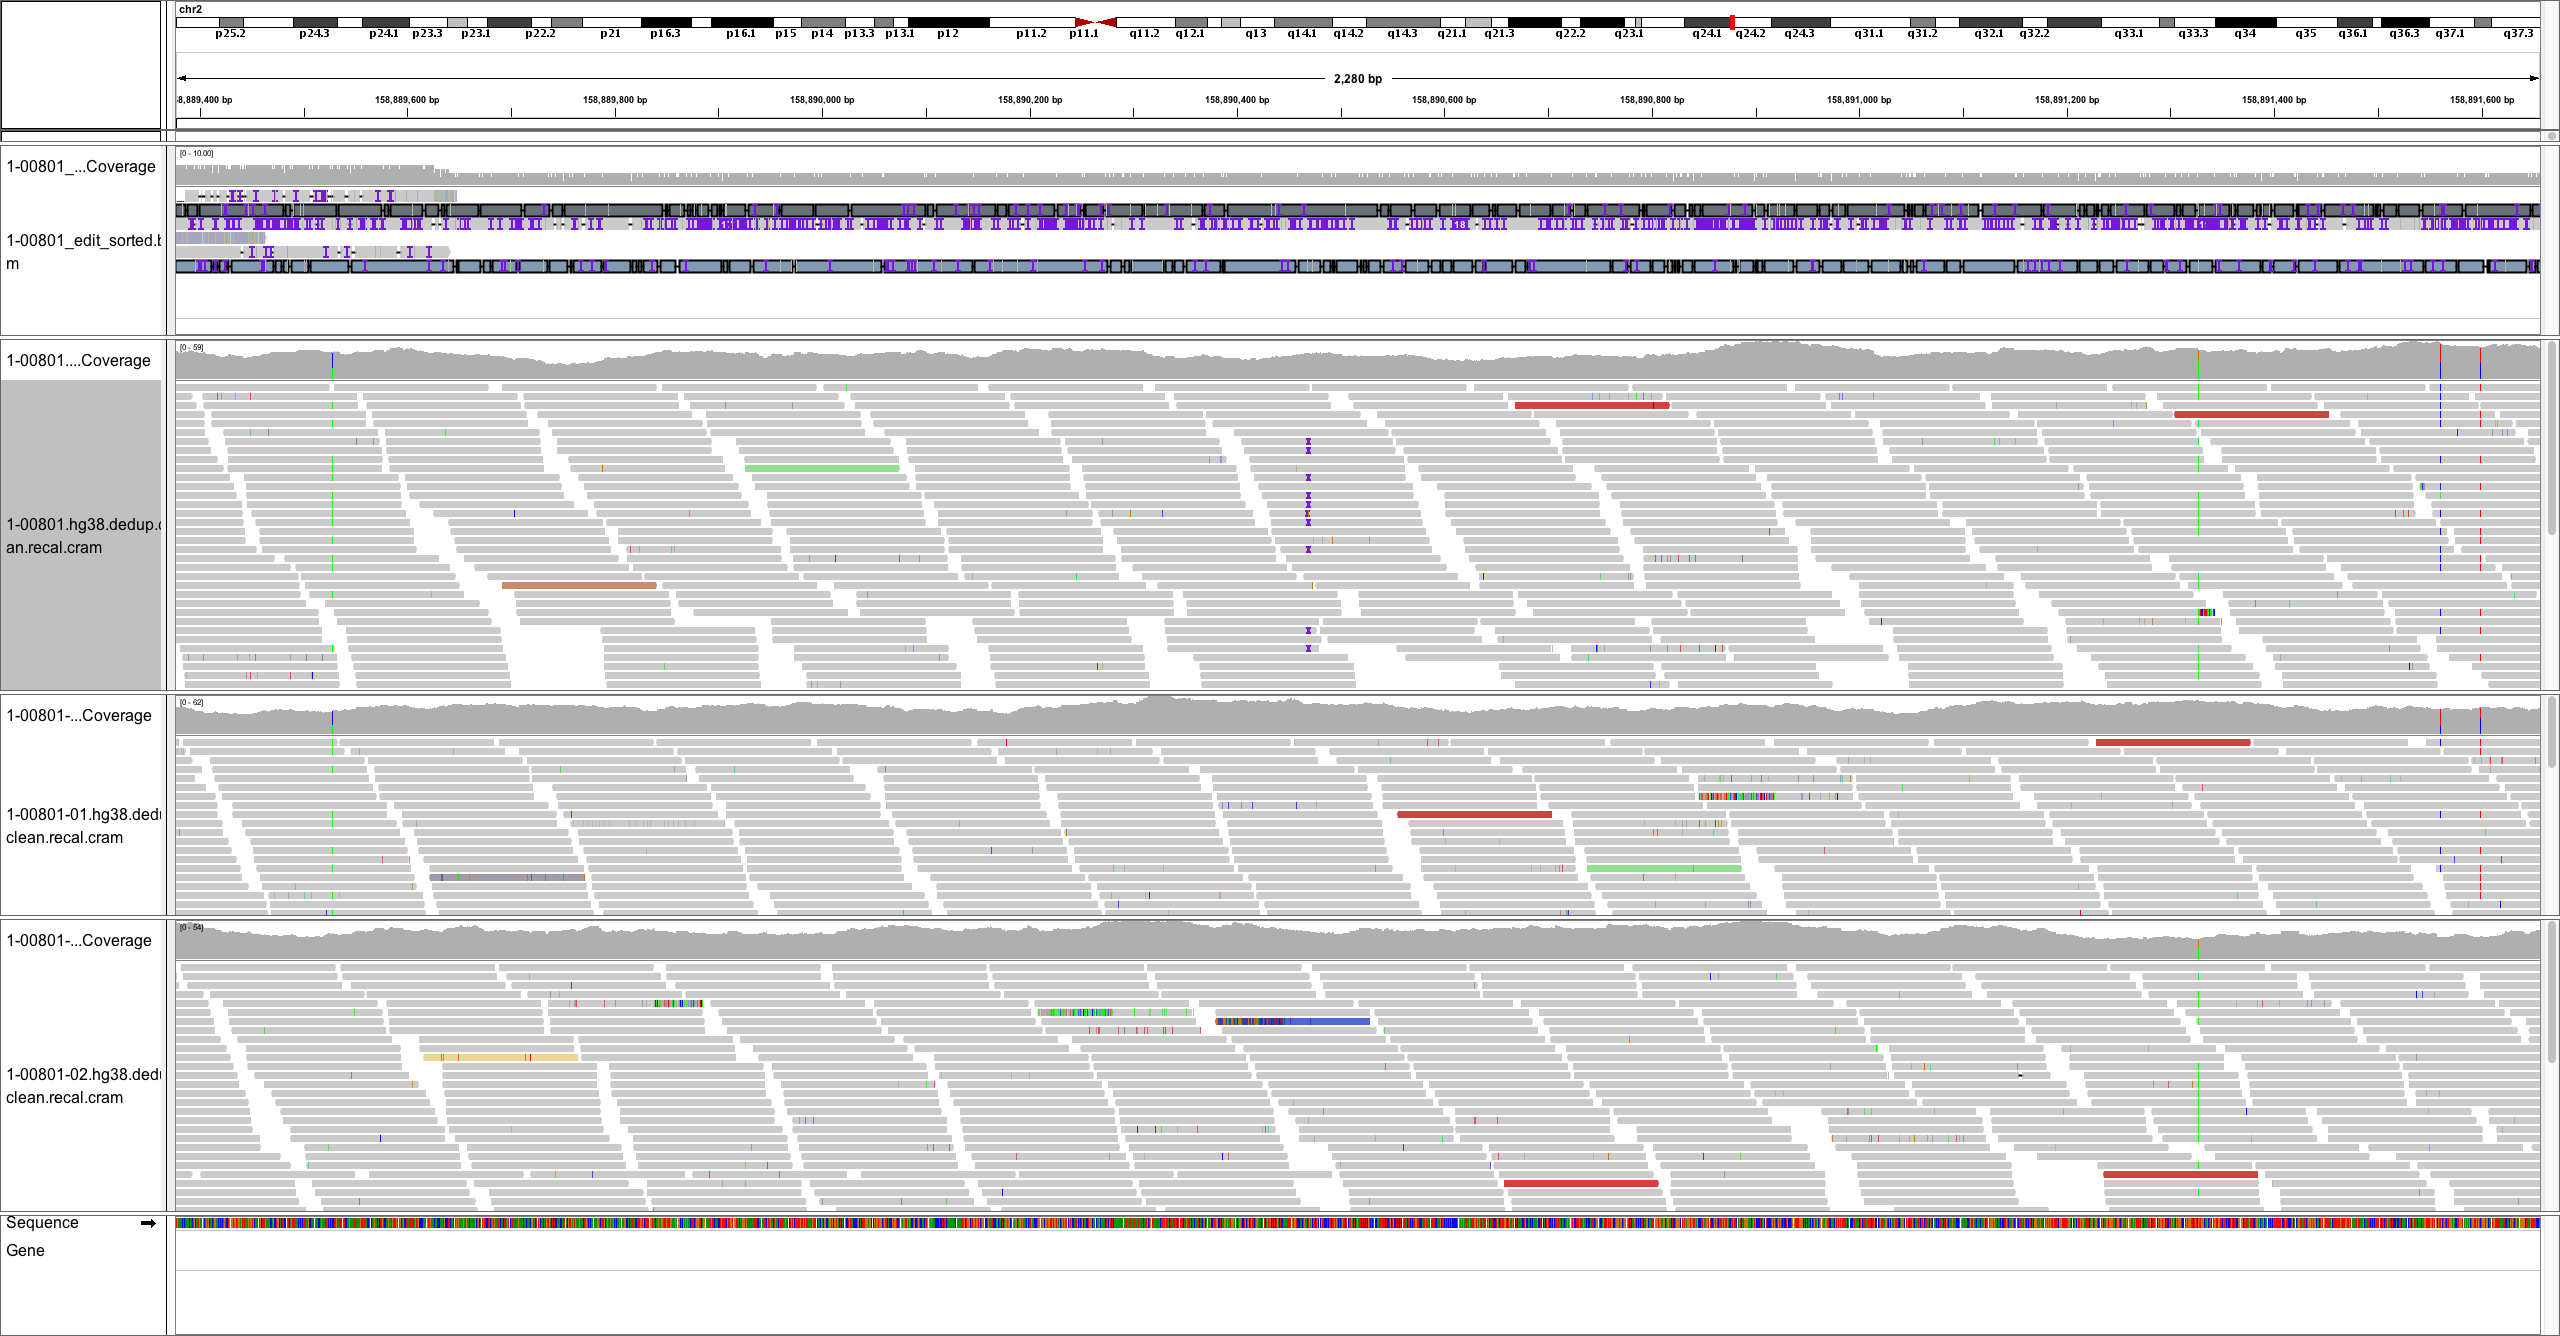 chr2
p25.2 p24.3 p24.1 p23.3 p23.1 p22.2 p21 p16.3 p16.1 p15 p14 p13.3 p13.1 p12 p11.2 p11.1 q11.2 q12.1 q13 q14.1 q14.2 q14.3 q21.1 q21.3 q22.2 q23.1 q24.1 q24.2 q24.3 q31.1 q31.2 q32.1 q32.2 q33.1 q33.3 q34 q35 q36.1 q36.3 q37.1 q37.3
2,280 bp
8,889,400 bp 158,889,600 bp 158,889,800 bp 158,890,000 bp 158,890,200 bp 158,890,400 bp 158,890,600 bp 158,890,800 bp 158,891,000 bp 158,891,200 bp 158,891,400 bp 158,891,600 bp
[0 - 10.00]
1-00801_...Coverage
1-00801_edit_sorted.b
m
[0 - 59]
1-00801....Coverage
1-00801.hg38.dedup.c
an.recal.cram
[0 - 62]
1-00801-...Coverage
1-00801-01.hg38.dedu
clean.recal.cram
[0 - 54]
1-00801-...Coverage
1-00801-02.hg38.dedu
clean.recal.cram
Sequence
Gene